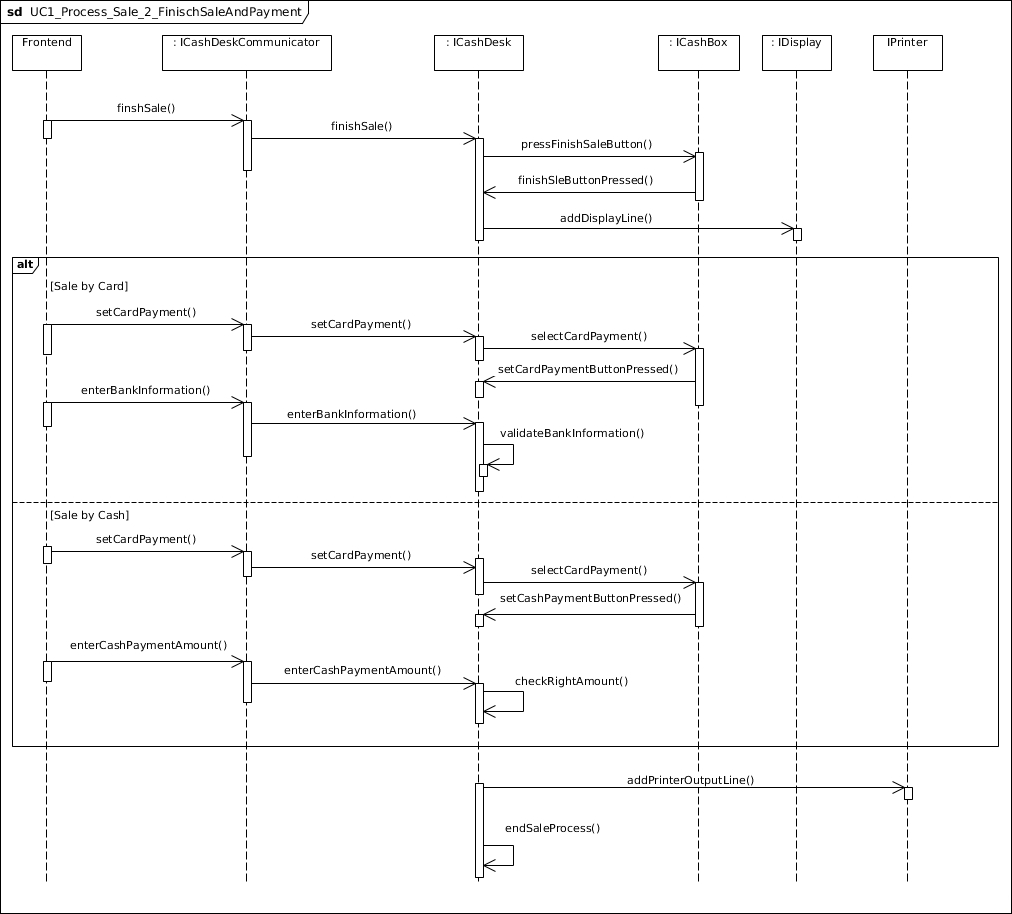 sd UC1_Process_Sale_2_FinischSaleAndPayment
Frontend
: ICashDeskCommunicator
: ICashDesk
: ICashBox
: IDisplay
IPrinter
finshSale()
finishSale()
pressFinishSaleButton()
finishSleButtonPressed()
addDisplayLine()
alt
[Sale by Card]
setCardPayment()
setCardPayment()
selectCardPayment()
setCardPaymentButtonPressed()
enterBankInformation()
enterBankInformation()
validateBankInformation()
[Sale by Cash]
setCardPayment()
setCardPayment()
selectCardPayment()
setCashPaymentButtonPressed()
enterCashPaymentAmount()
enterCashPaymentAmount()
checkRightAmount()
addPrinterOutputLine()
endSaleProcess()